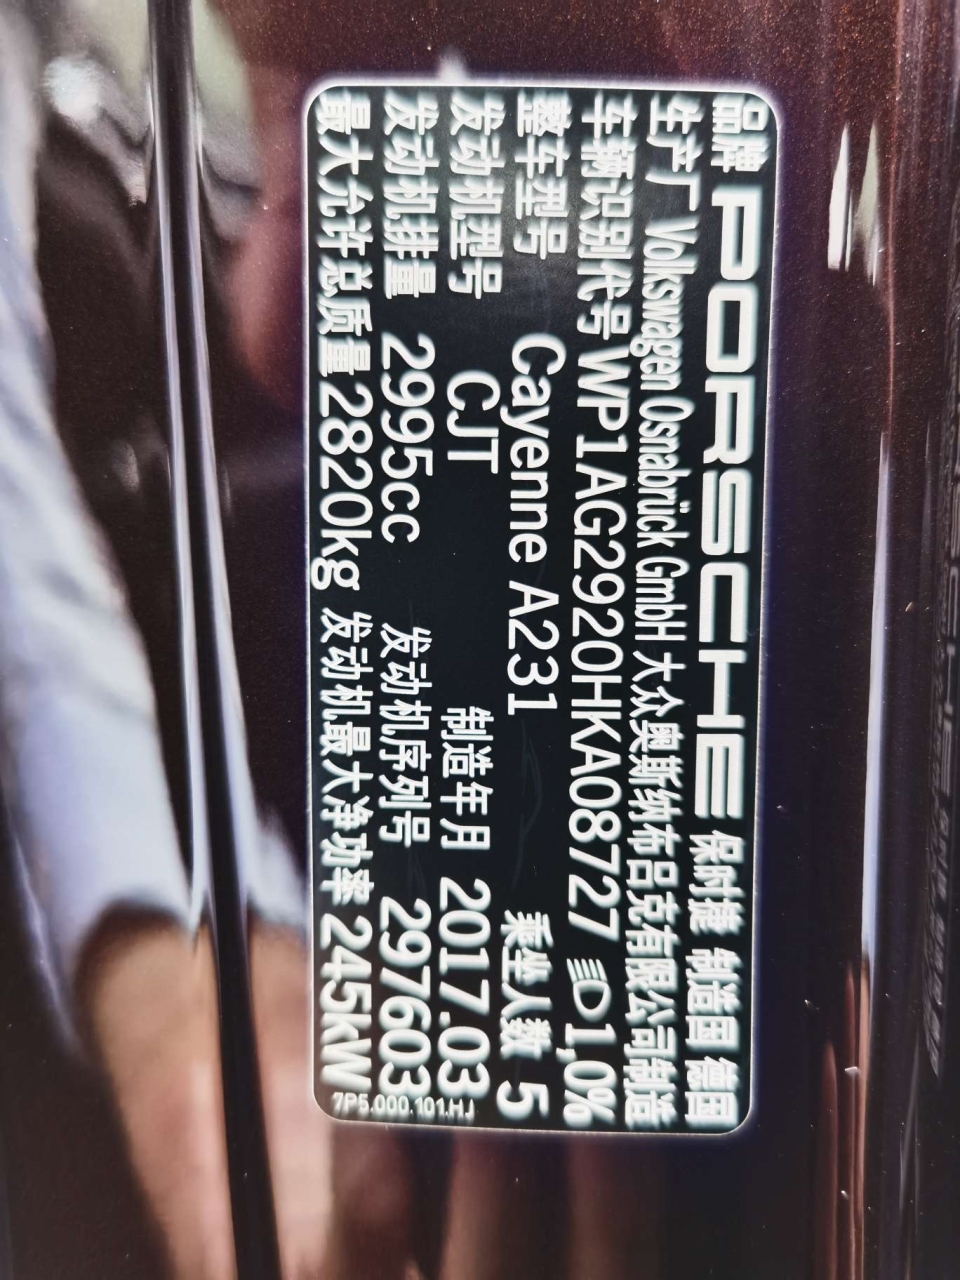 品牌 PORSCHE 保时捷 制造国 德国
生产厂 Volkswagen Osnabrück GmbH 大众奥斯纳布吕克有限公司制造
车辆识别代号 WP1AG2920HKA08727 1,0%
整车型号 Cayenne A231 乘坐人数 5
发动机型号 CJT 制造年月 2017.03
发动机排量 2995cc 发动机序列号 297603
最大允许总质量 2820kg 发动机最大净功率 245kW
7P5.000.101.HJ